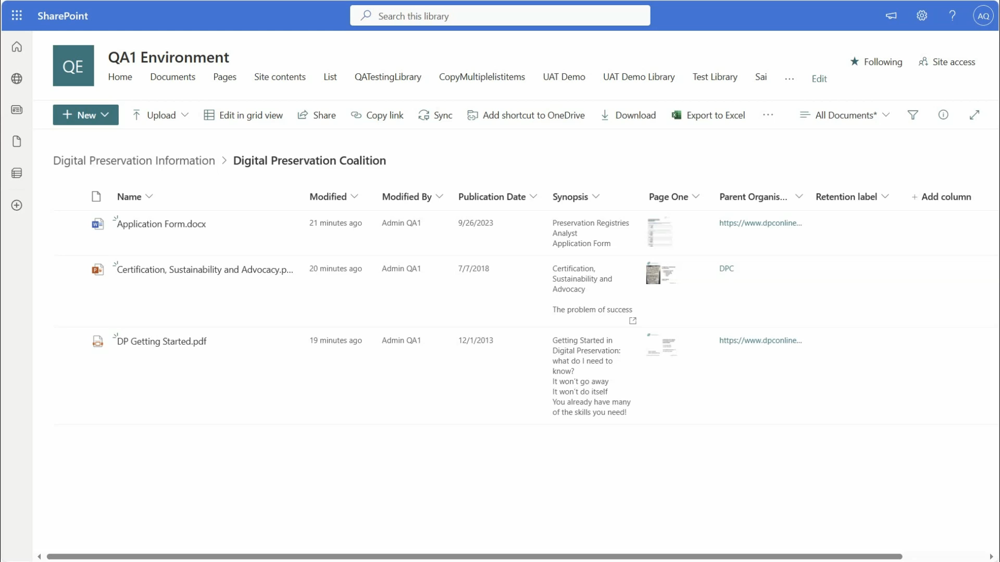 SharePoint
Search this library
AQ
QE
QA1 Environment
Following
Site access
Home
Documents
Pages
Site contents
List
QATestingLibrary
CopyMultiplelistitems
UAT Demo
UAT Demo Library
Test Library
Sai
...
Edit
New
Upload
Edit in grid view
Share
Copy link
Sync
Add shortcut to OneDrive
Download
Export to Excel
...
All Documents*
Digital Preservation Information > Digital Preservation Coalition
Name
Modified
Modified By
Publication Date
Synopsis
Page One
Parent Organis...
Retention label
+ Add column
Application Form.docx
21 minutes ago
Admin QA1
9/26/2023
Preservation Registries
Analyst
Application Form
https://www.dpconline...
Certification, Sustainability and Advocacy.p...
20 minutes ago
Admin QA1
7/7/2018
Certification,
Sustainability and
Advocacy
The problem of success
DPC
DP Getting Started.pdf
19 minutes ago
Admin QA1
12/1/2013
Getting Started in
Digital Preservation:
what do I need to
know?
It won't go away
It won't do itself
You already have many
of the skills you need!
https://www.dpconline...